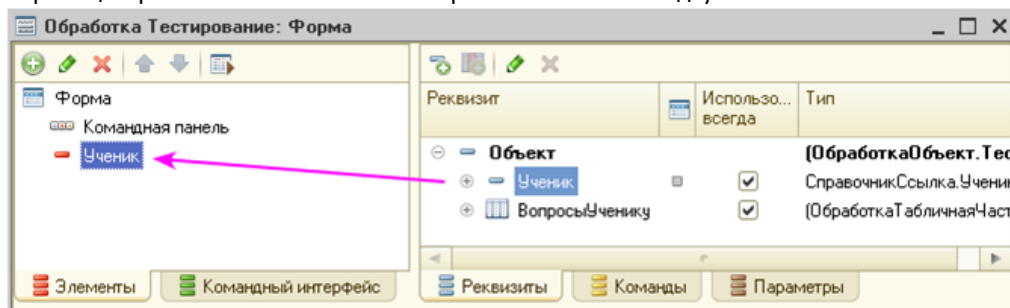 Обработка Тестирование: Форма
Форма
Командная панель
Ученик
Реквизит
Использо... всегда
Тип
Объект
(ОбработкаОбъект.Тес
Ученик
СправочникСсылка.Ученик
ВопросыУченику
(ОбработкаТабличнаяЧаст
Элементы
Командный интерфейс
Реквизиты
Команды
Параметры